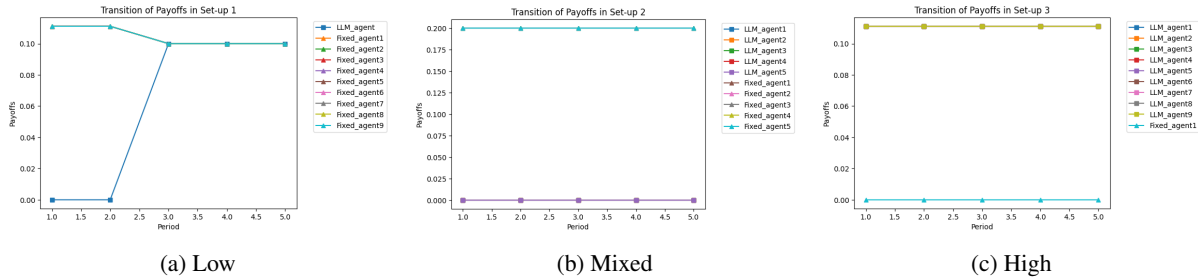 Transition of Payoffs in Set-up 1
Payoffs
0.10
0.08
0.06
0.04
0.02
0.00
1.0 1.5 2.0 2.5 3.0 3.5 4.0 4.5 5.0
Period
LLM_agent
Fixed_agent1
Fixed_agent2
Fixed_agent3
Fixed_agent4
Fixed_agent5
Fixed_agent6
Fixed_agent7
Fixed_agent8
Fixed_agent9
(a) Low
Transition of Payoffs in Set-up 2
Payoffs
0.200
0.175
0.150
0.125
0.100
0.075
0.050
0.025
0.000
1.0 1.5 2.0 2.5 3.0 3.5 4.0 4.5 5.0
Period
LLM_agent1
LLM_agent2
LLM_agent3
LLM_agent4
LLM_agent5
Fixed_agent1
Fixed_agent2
Fixed_agent3
Fixed_agent4
Fixed_agent5
(b) Mixed
Transition of Payoffs in Set-up 3
Payoffs
0.10
0.08
0.06
0.04
0.02
0.00
1.0 1.5 2.0 2.5 3.0 3.5 4.0 4.5 5.0
Period
LLM_agent1
LLM_agent2
LLM_agent3
LLM_agent4
LLM_agent5
LLM_agent6
LLM_agent7
LLM_agent8
LLM_agent9
Fixed_agent1
(c) High